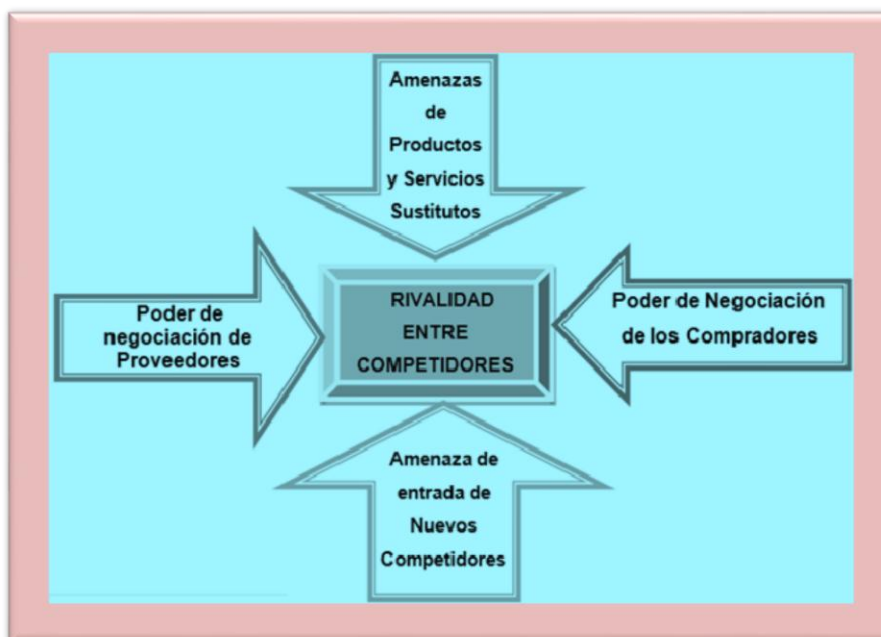 Amenazas
de
Productos
y Servicios
Sustitutos
Poder de
negociación de
Proveedores
RIVALIDAD
ENTRE
COMPETIDORES
Poder de Negociación
de los Compradores
Amenaza de
entrada de
Nuevos
Competidores